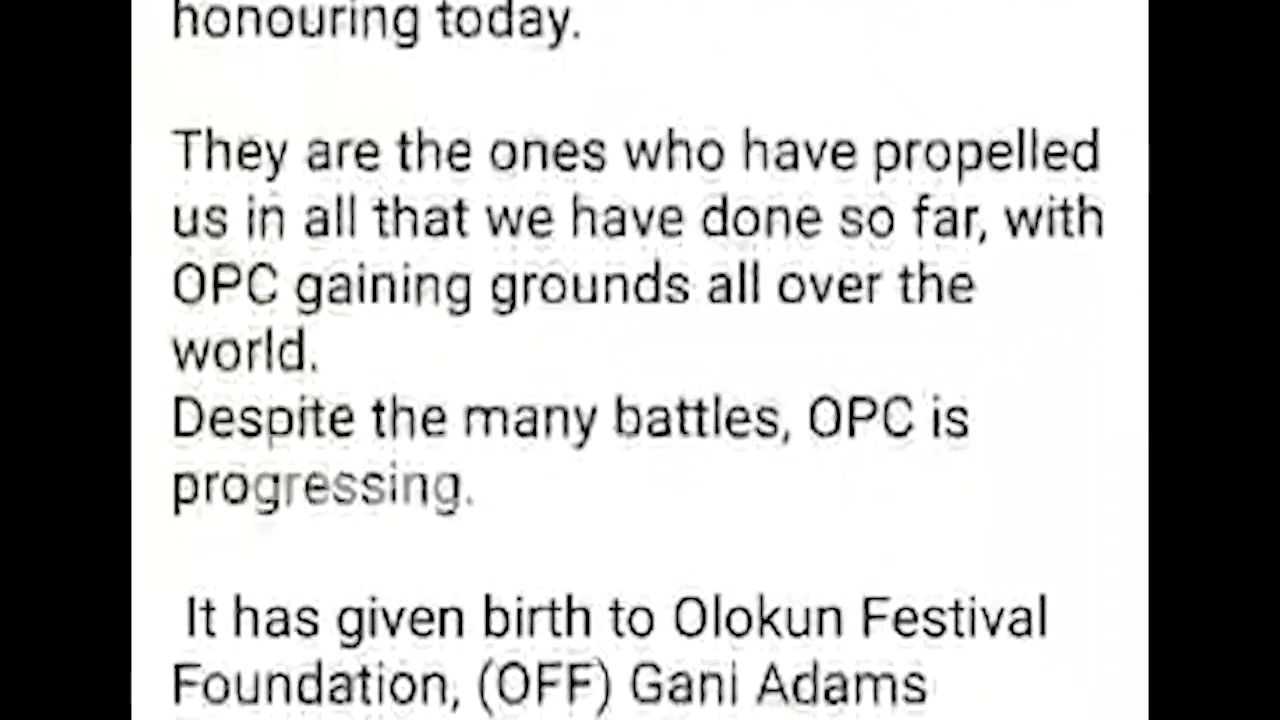 honouring today.
They are the ones who have propelled
us in all that we have done so far, with
OPC gaining grounds all over the
world.
Despite the many battles, OPC is
progressing.
It has given birth to Olokun Festival
Foundation, (OFF) Gani Adams